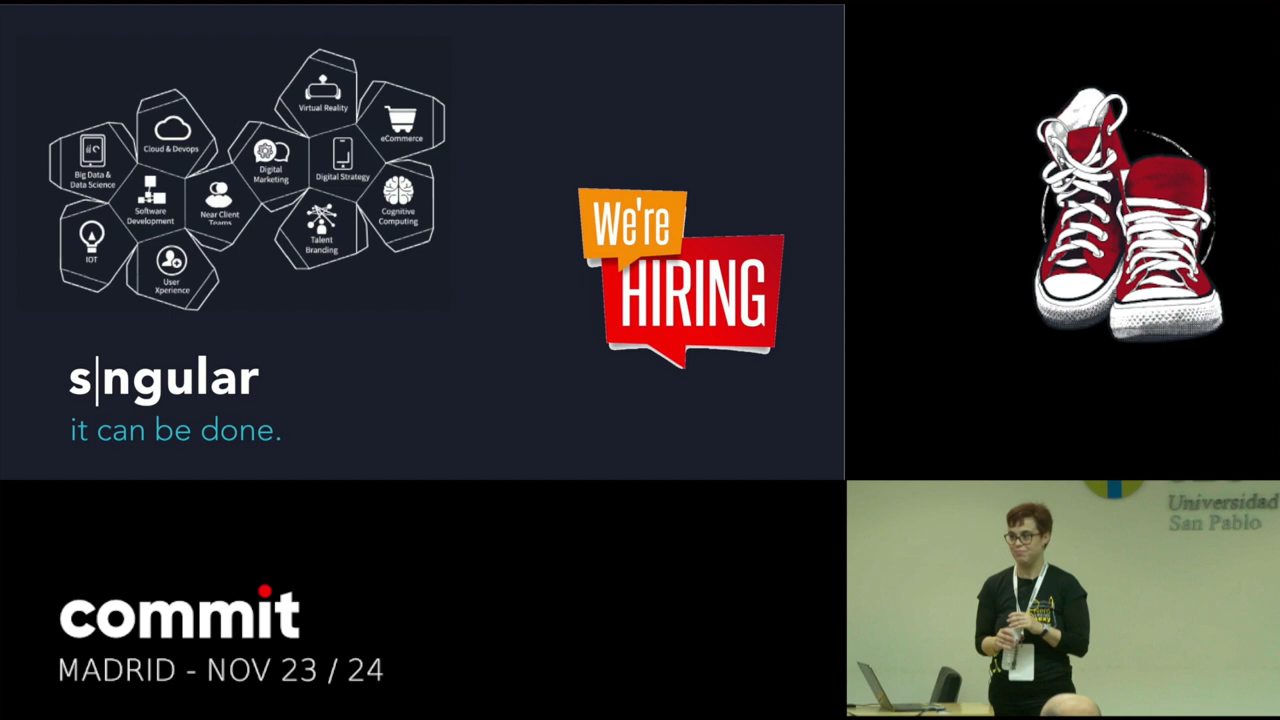 Virtual Reality
eCommerce
Cloud & Devops
Big Data &
Data Science
Digital
Marketing
Digital Strategy
Software
Development
Near Client
Teams
Cognitive
Computing
Talent
Branding
IOT
User
Xperience
We're
HIRING
s|ngular
it can be done.
commit
MADRID - NOV 23 / 24
Universidad
San Pablo